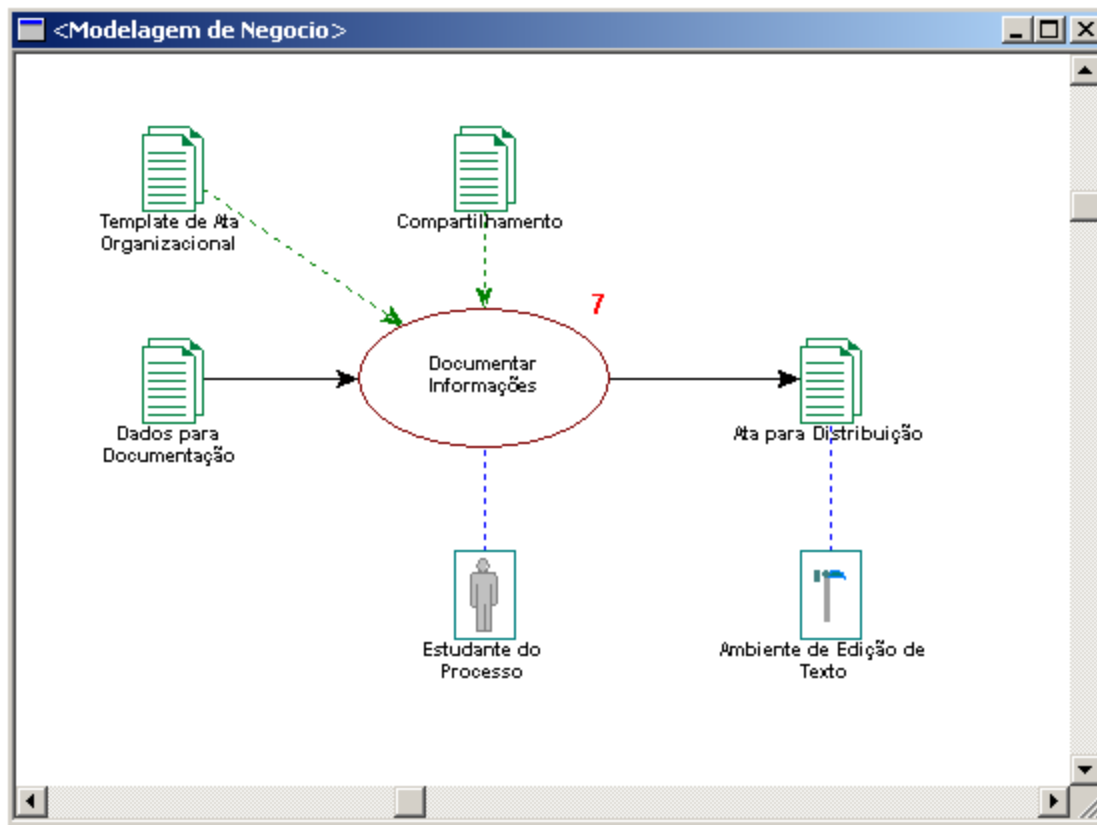 <Modelagem de Negocio>
Template de Ata
Organizacional
Compartilhamento
7
Documentar
Informações
Dados para
Documentação
Ata para Distribuição
Estudante do
Processo
Ambiente de Edição de
Texto